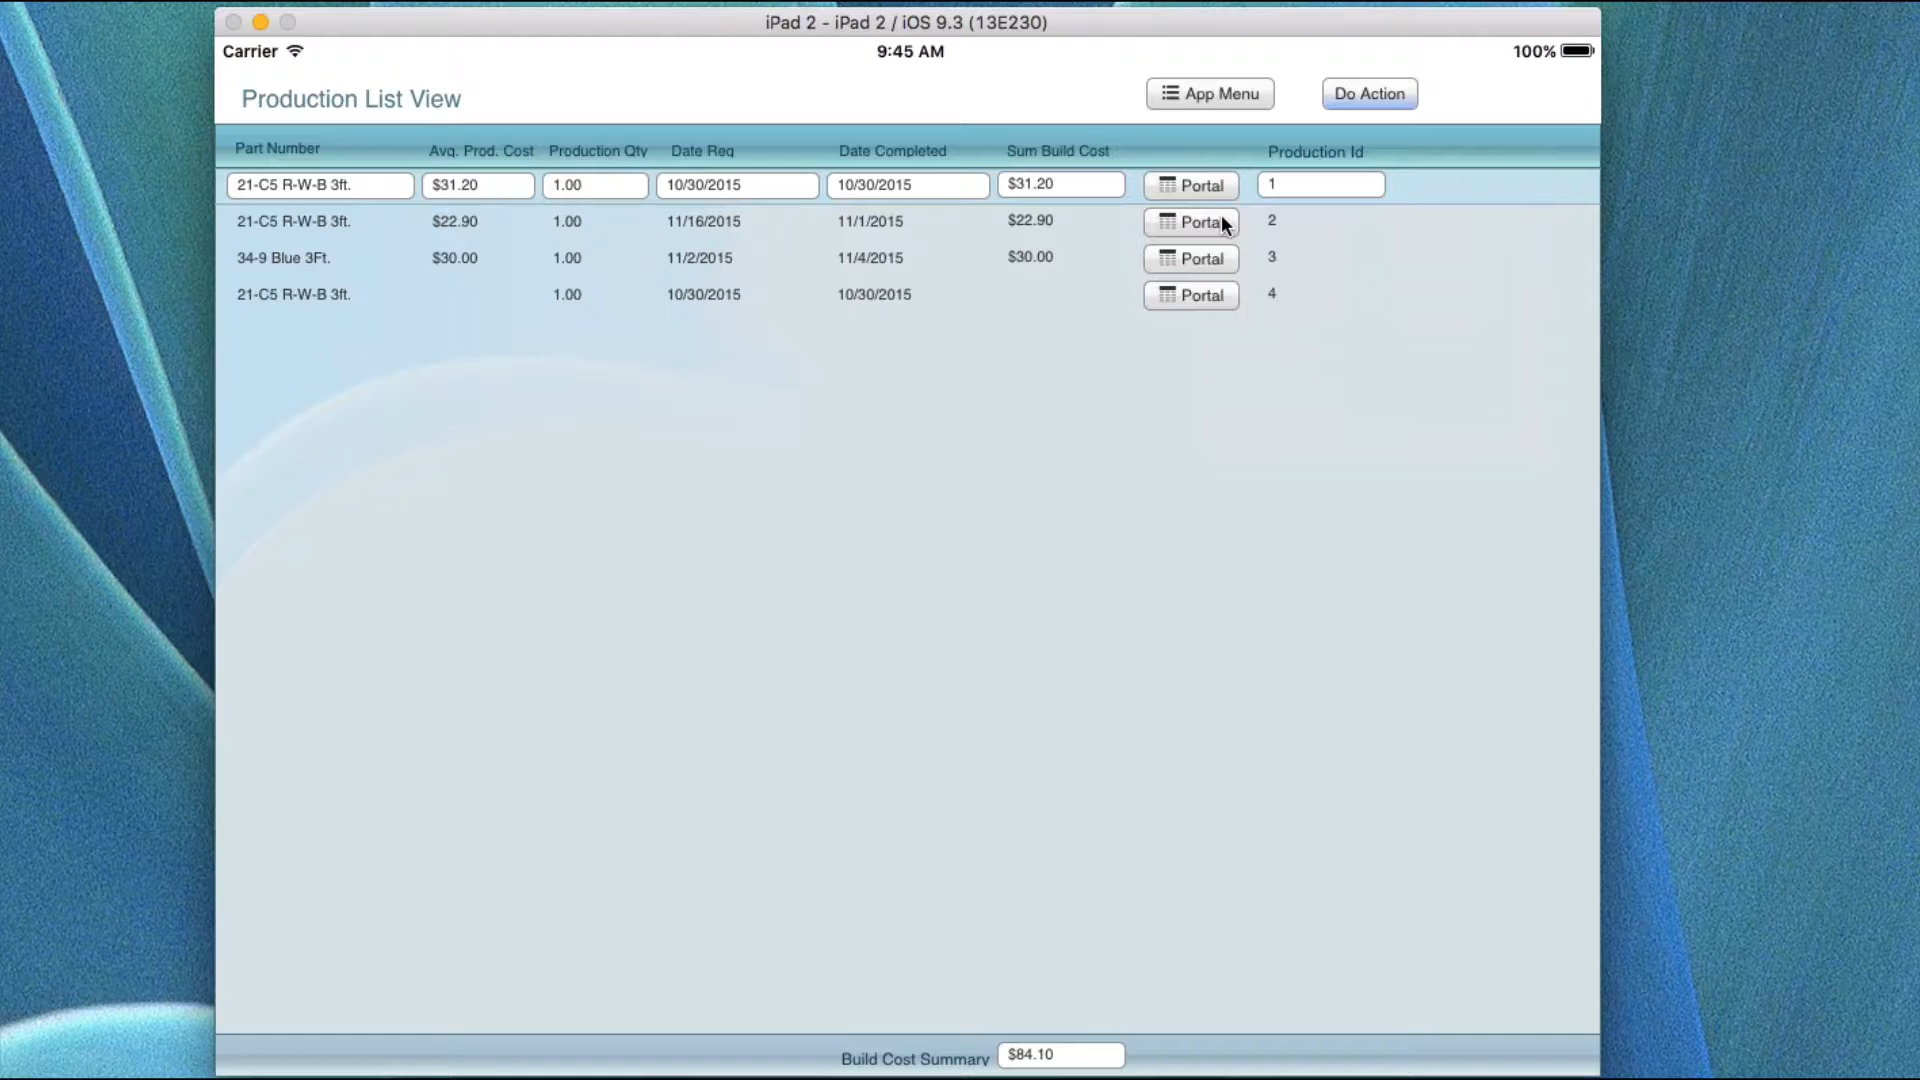 iPad 2 - iPad 2 / iOS 9.3 (13E230)
Carrier 9:45 AM 100%
Production List View App Menu Do Action
Part Number Avg. Prod. Cost Production Qty Date Req Date Completed Sum Build Cost Production Id
21-C5 R-W-B 3ft. $31.20 1.00 10/30/2015 10/30/2015 $31.20 Portal 1
21-C5 R-W-B 3ft. $22.90 1.00 11/16/2015 11/1/2015 $22.90 Portal 2
34-9 Blue 3Ft. $30.00 1.00 11/2/2015 11/4/2015 $30.00 Portal 3
21-C5 R-W-B 3ft. 1.00 10/30/2015 10/30/2015 Portal 4
Build Cost Summary $84.10